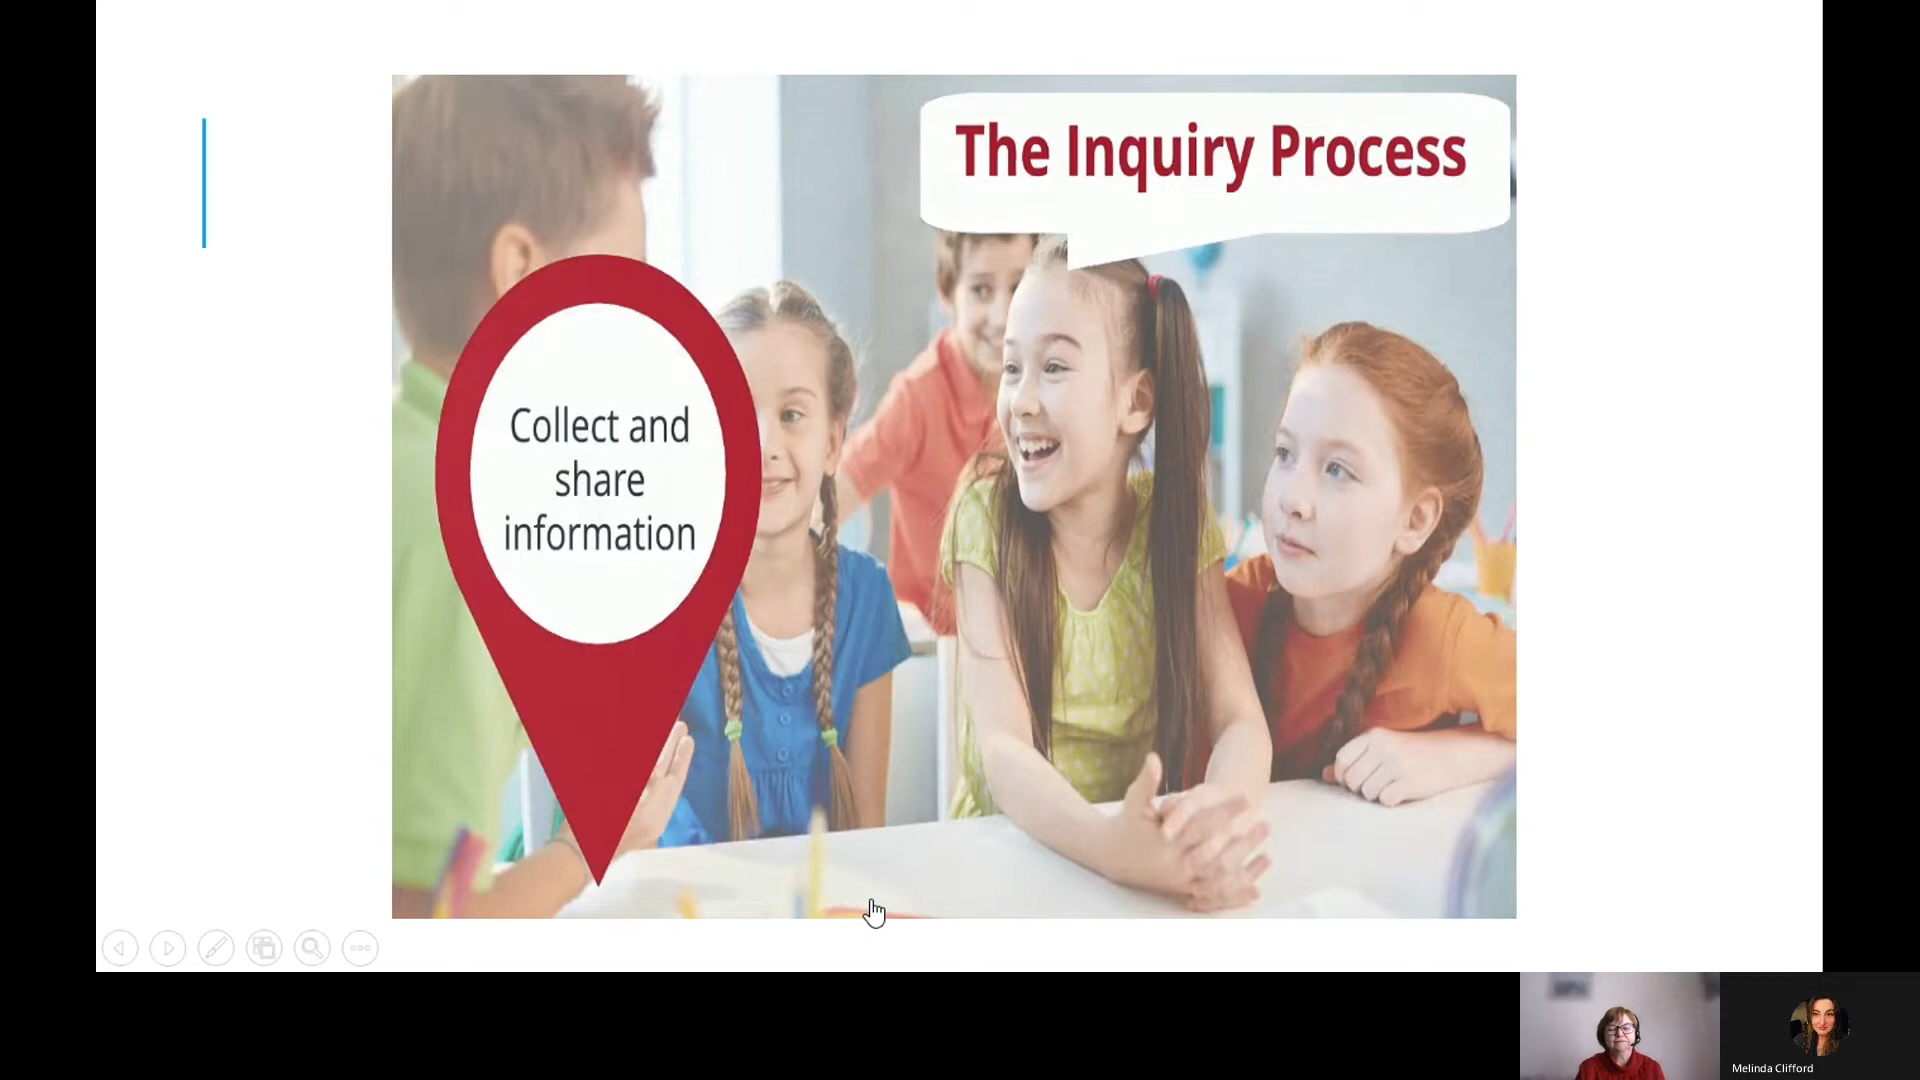 The Inquiry Process
Collect and
share
information
Melinda Clifford